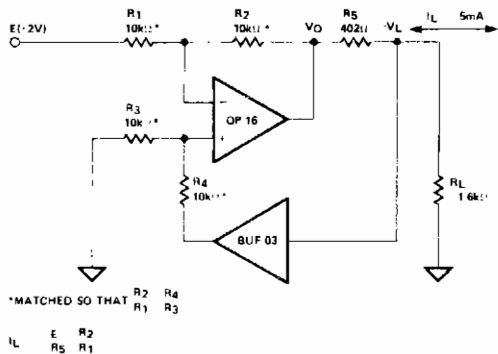 R1 R2 R5 IL 5mA
E(·2V) 10kΩ* 10kΩ* VO 402Ω VL
R3
10kΩ*
OP 16
R4
10kΩ*
RL
1.6kΩ
BUF 03
*MATCHED SO THAT R2 R4
R1 R3
E R2
IL
R5 R1